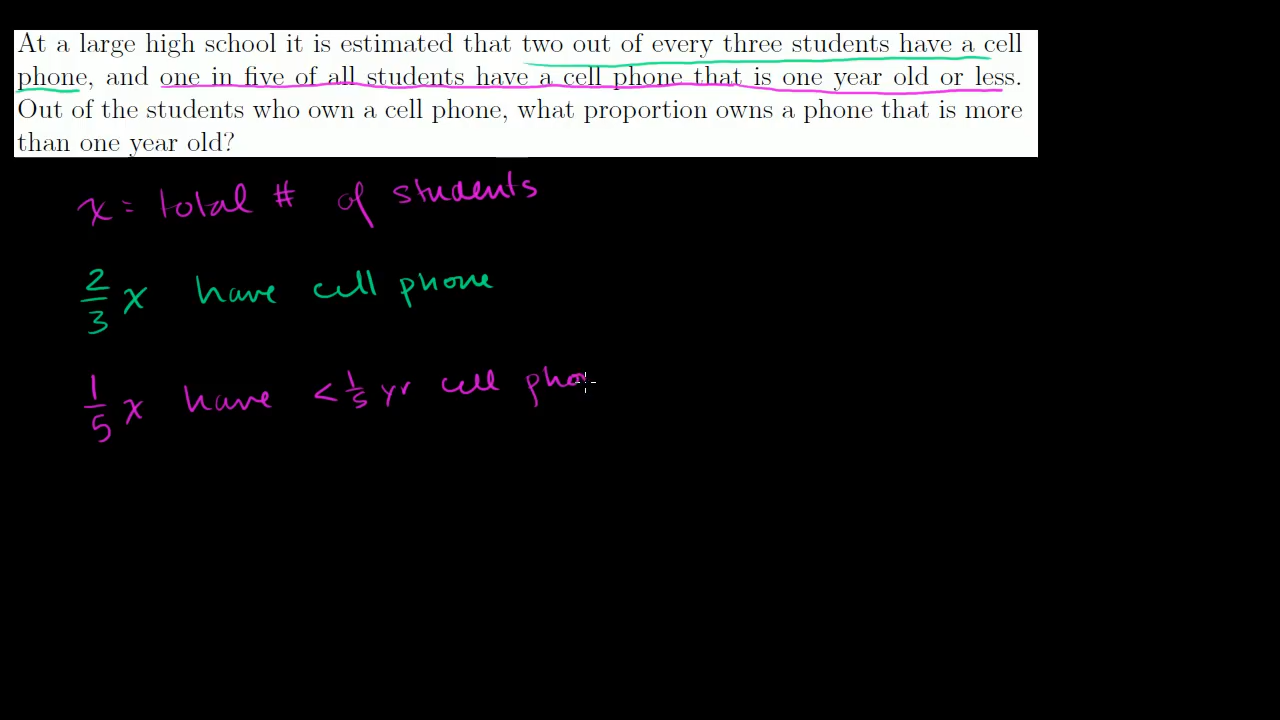 At a large high school it is estimated that two out of every three students have a cell
phone, and one in five of all students have a cell phone that is one year old or less.
Out of the students who own a cell phone, what proportion owns a phone that is more
than one year old?
x = total # of students
2/3 x have cell phone
1/5 x have < 1/5 yr cell pho